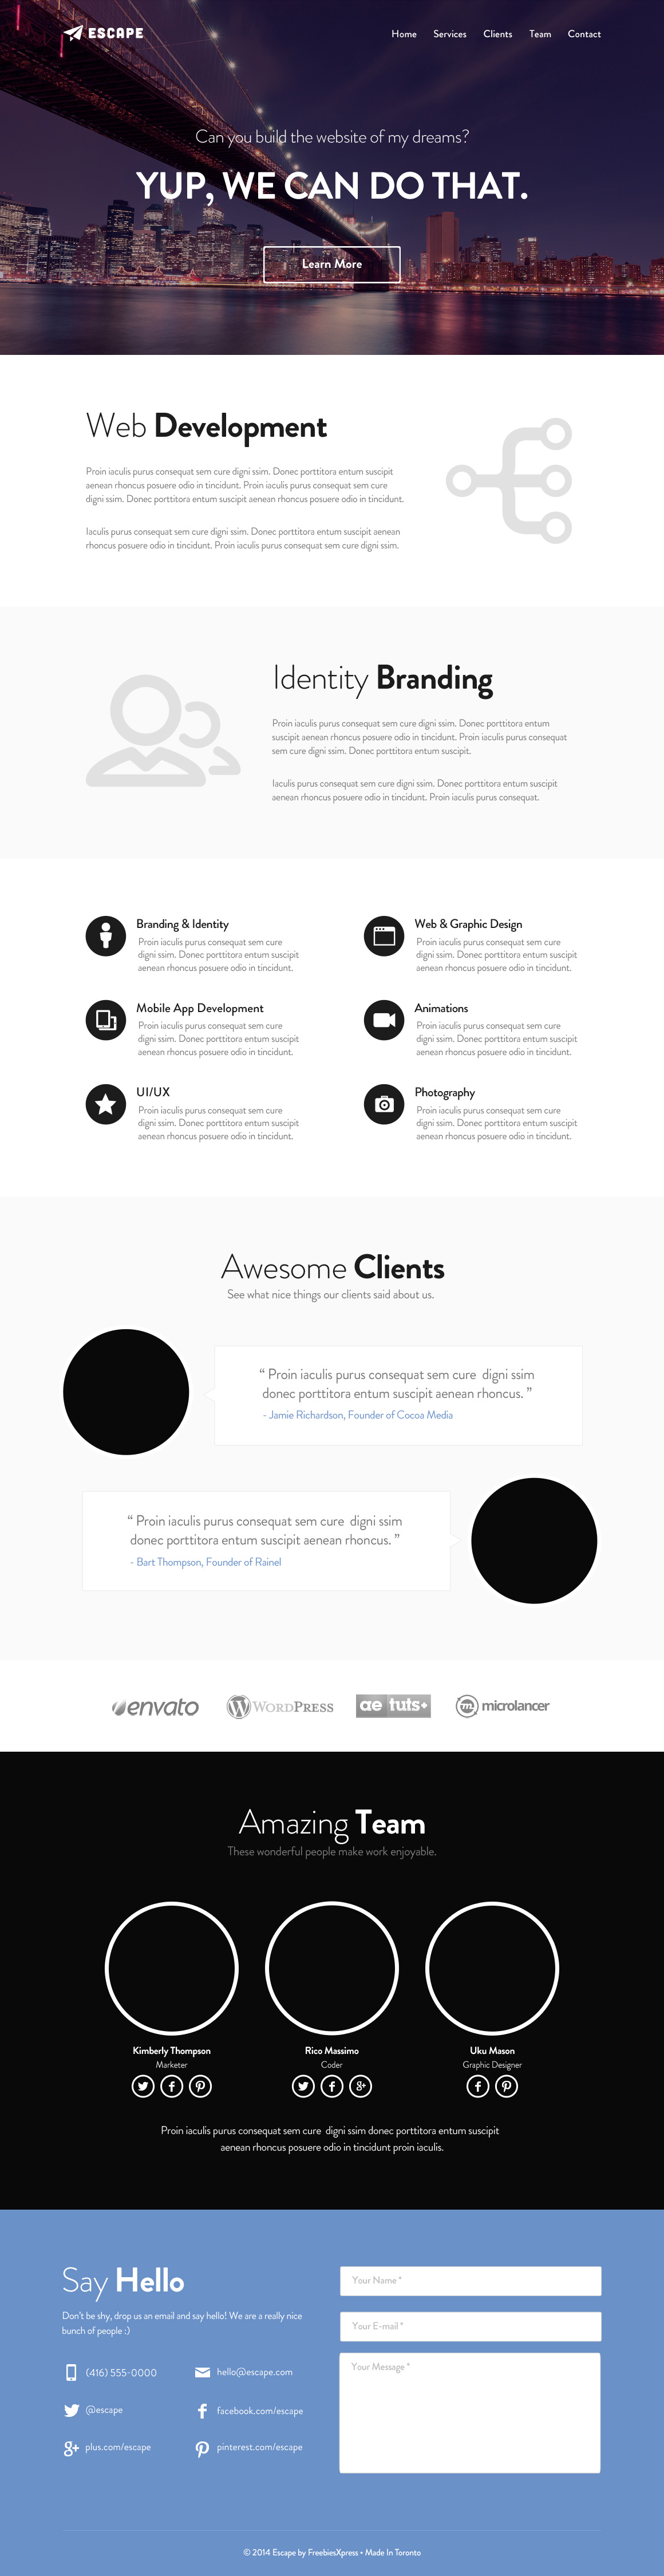 ESCAPE
Home Services Clients Team Contact
Can you build the website of my dreams?
YUP, WE CAN DO THAT.
Learn More
Web Development
Proin iaculis purus consequat sem cure digni ssim. Donec porttitora entum suscipit
aenean rhoncus posuere odio in tincidunt. Proin iaculis purus consequat sem cure
digni ssim. Donec porttitora entum suscipit aenean rhoncus posuere odio in tincidunt.
Iaculis purus consequat sem cure digni ssim. Donec porttitora entum suscipit aenean
rhoncus posuere odio in tincidunt. Proin iaculis purus consequat sem cure digni ssim.
Identity Branding
Proin iaculis purus consequat sem cure digni ssim. Donec porttitora entum
suscipit aenean rhoncus posuere odio in tincidunt. Proin iaculis purus consequat
sem cure digni ssim. Donec porttitora entum suscipit.
Iaculis purus consequat sem cure digni ssim. Donec porttitora entum suscipit
aenean rhoncus posuere odio in tincidunt. Proin iaculis purus consequat.
Branding & Identity
Proin iaculis purus consequat sem cure
digni ssim. Donec porttitora entum suscipit
aenean rhoncus posuere odio in tincidunt.
Web & Graphic Design
Proin iaculis purus consequat sem cure
digni ssim. Donec porttitora entum suscipit
aenean rhoncus posuere odio in tincidunt.
Mobile App Development
Proin iaculis purus consequat sem cure
digni ssim. Donec porttitora entum suscipit
aenean rhoncus posuere odio in tincidunt.
Animations
Proin iaculis purus consequat sem cure
digni ssim. Donec porttitora entum suscipit
aenean rhoncus posuere odio in tincidunt.
UI/UX
Proin iaculis purus consequat sem cure
digni ssim. Donec porttitora entum suscipit
aenean rhoncus posuere odio in tincidunt.
Photography
Proin iaculis purus consequat sem cure
digni ssim. Donec porttitora entum suscipit
aenean rhoncus posuere odio in tincidunt.
Awesome Clients
See what nice things our clients said about us.
“ Proin iaculis purus consequat sem cure digni ssim
donec porttitora entum suscipit aenean rhoncus. ”
- Jamie Richardson, Founder of Cocoa Media
“ Proin iaculis purus consequat sem cure digni ssim
donec porttitora entum suscipit aenean rhoncus. ”
- Bart Thompson, Founder of Rainel
envato WORDPRESS ae tuts+ microlancer
Amazing Team
These wonderful people make work enjoyable.
Kimberly Thompson
Marketer
Rico Massimo
Coder
Uku Mason
Graphic Designer
Proin iaculis purus consequat sem cure digni ssim donec porttitora entum suscipit
aenean rhoncus posuere odio in tincidunt proin iaculis.
Say Hello
Don't be shy, drop us an email and say hello! We are a really nice
bunch of people :)
(416) 555-0000
hello@escape.com
@escape
facebook.com/escape
plus.com/escape
pinterest.com/escape
Your Name *
Your E-mail *
Your Message *
© 2014 Escape by FreebiesXpress • Made In Toronto